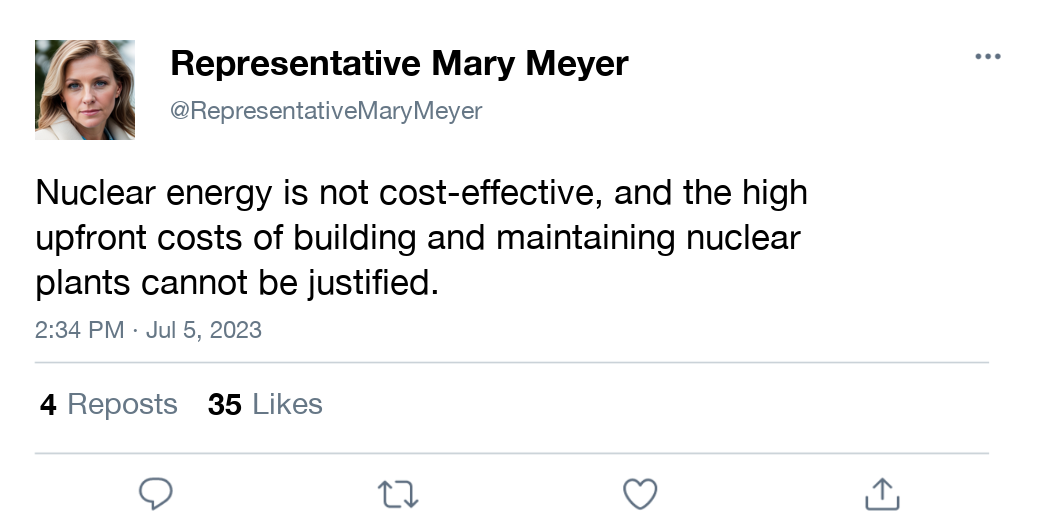 Representative Mary Meyer
@RepresentativeMaryMeyer
Nuclear energy is not cost-effective, and the high
upfront costs of building and maintaining nuclear
plants cannot be justified.
2:34 PM · Jul 5, 2023
4 Reposts 35 Likes